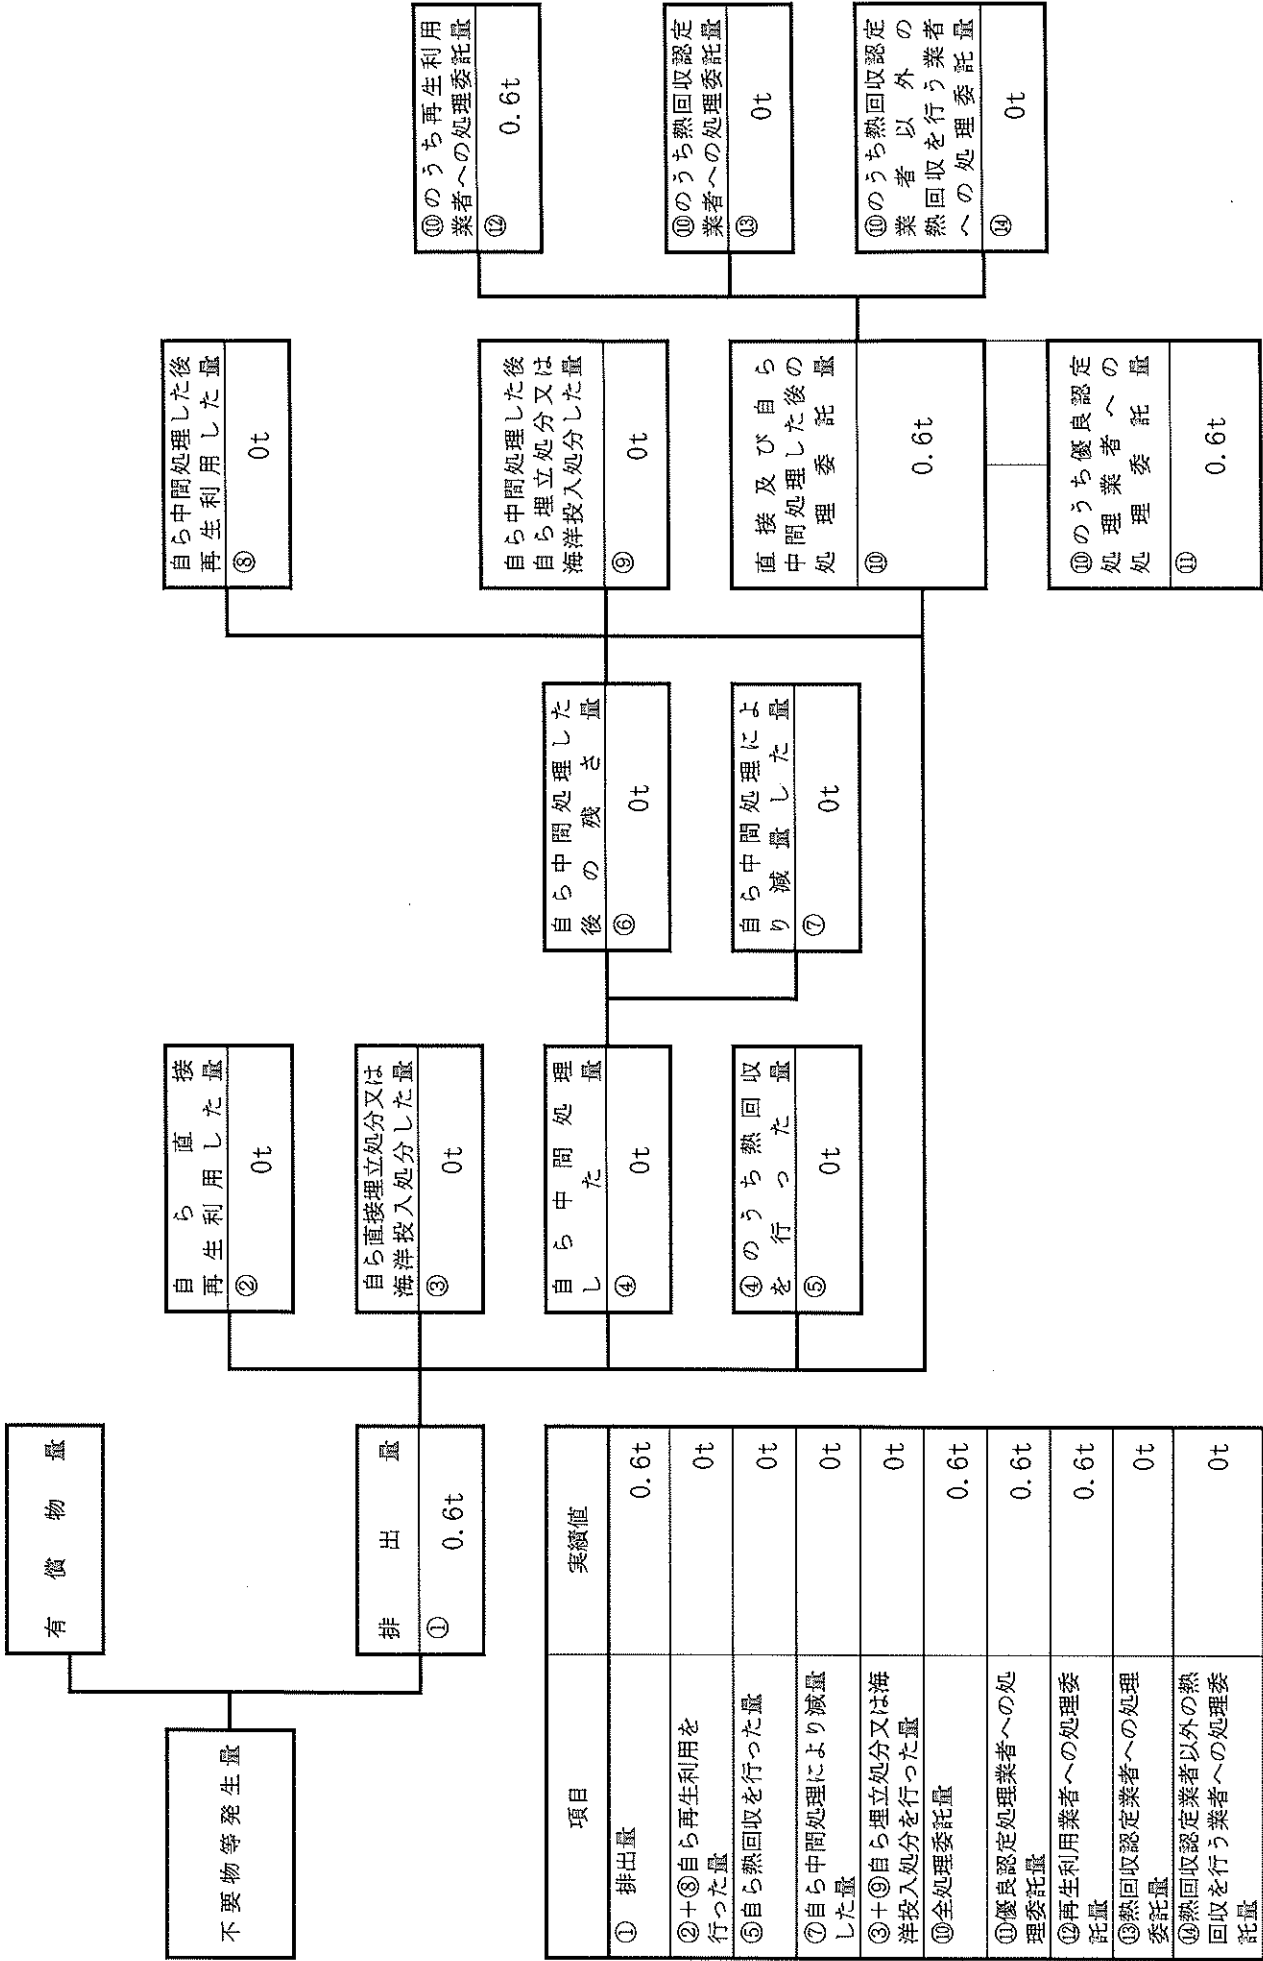 不要物等発生量
有償物量
排出量
① 0.6t
自ら直接
再生利用した量
② 0t
自ら直接埋立処分又は
海洋投入処分した量
③ 0t
自ら中間処理
した量
④ 0t
④のうち熱回収
を行った量
⑤ 0t
自ら中間処理した
後の残さ量
⑥ 0t
自ら中間処理によ
り減量した量
⑦ 0t
自ら中間処理した後
再生利用した量
⑧ 0t
自ら中間処理した後
自ら埋立処分又は
海洋投入処分した量
⑨ 0t
直接及び自ら
中間処理した後の
処理委託量
⑩ 0.6t
⑩のうち優良認定
処理業者への
処理委託量
⑪ 0.6t
⑩のうち再生利用
業者への処理委託量
⑫ 0.6t
⑩のうち熱回収認定
業者への処理委託量
⑬ 0t
⑩のうち熱回収認定
業者以外の
熱回収を行う業者
への処理委託量
⑭ 0t
項目 実績値
① 排出量 0.6t
②+⑧自ら再生利用を
行った量 0t
⑤自ら熱回収を行った量 0t
⑦自ら中間処理により減量
した量 0t
③+⑨自ら埋立処分又は海
洋投入処分を行った量 0t
⑩全処理委託量 0.6t
⑪優良認定処理業者への処
理委託量 0.6t
⑫再生利用業者への処理委
託量 0.6t
⑬熱回収認定業者への処理
委託量 0t
⑭熱回収認定業者以外の熱
回収を行う業者への処理委
託量 0t